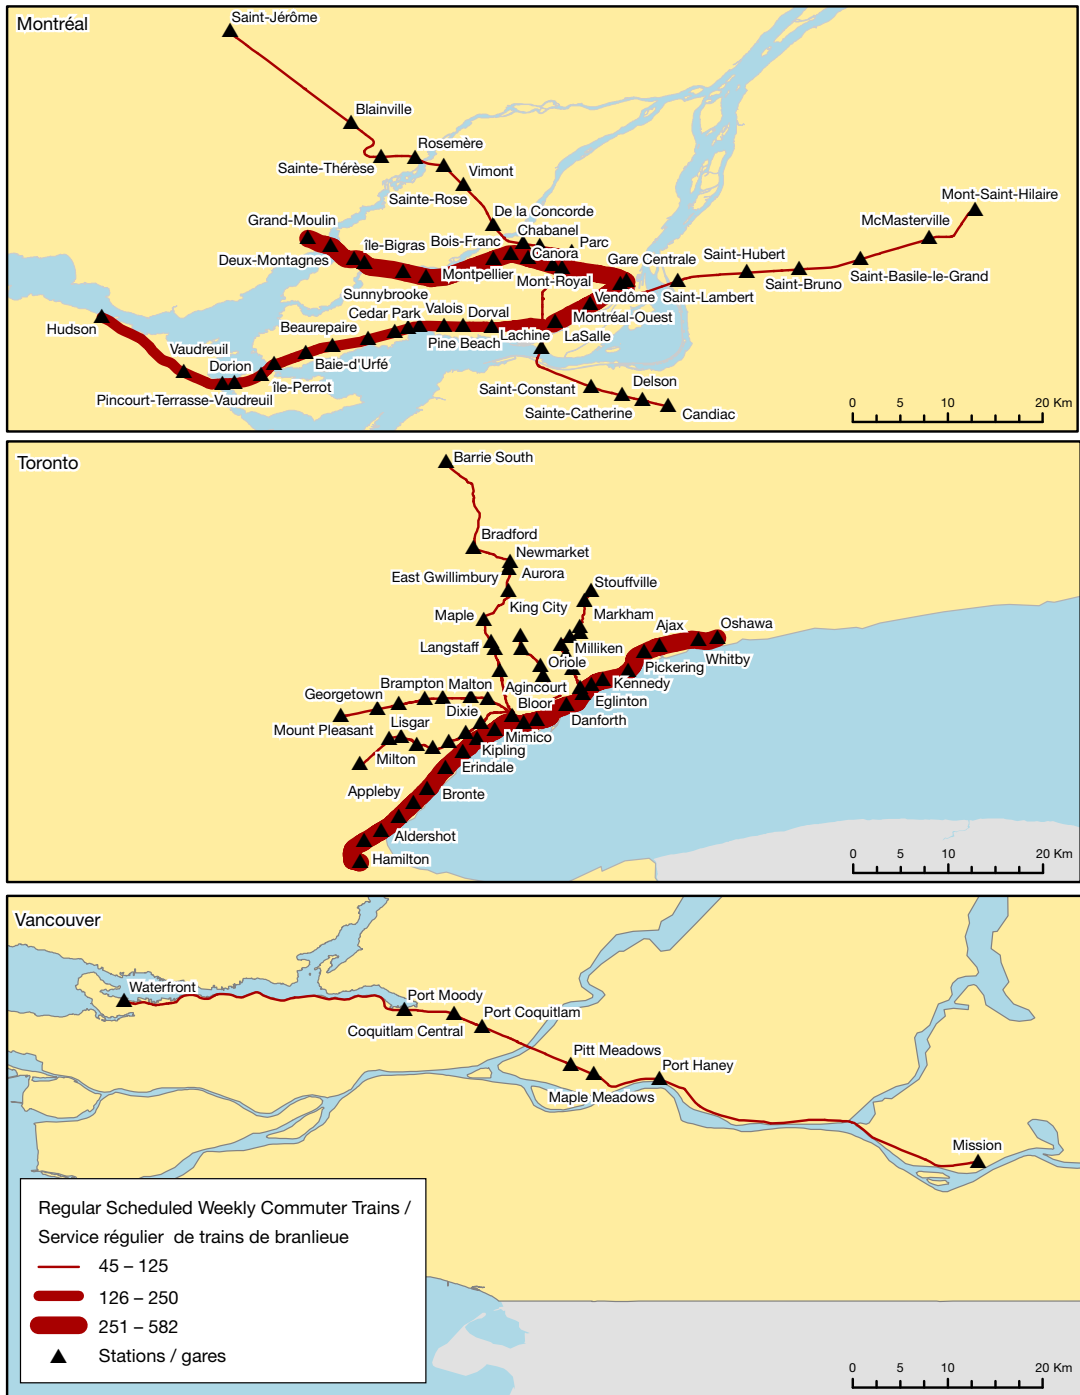 Montréal
Saint-Jérôme
Blainville
Rosemère
Sainte-Thérèse
Vimont
Sainte-Rose
De la Concorde
Mont-Saint-Hilaire
McMasterville
Grand-Moulin
Chabanel
Bois-Franc
Parc
île-Bigras
Canora
Gare Centrale
Saint-Hubert
Deux-Montagnes
Montpellier
Mont-Royal
Saint-Bruno
Saint-Basile-le-Grand
Sunnybrooke
Vendôme
Saint-Lambert
Cedar Park
Valois
Dorval
Montréal-Ouest
Hudson
Beaurepaire
Pine Beach
Lachine
LaSalle
Vaudreuil
Dorion
Baie-d'Urfé
île-Perrot
Pincourt-Terrasse-Vaudreuil
Saint-Constant
Delson
Sainte-Catherine
Candiac
0 5 10 20 Km
Toronto
Barrie South
Bradford
Newmarket
East Gwillimbury
Aurora
Stouffville
King City
Maple
Markham
Ajax
Oshawa
Langstaff
Milliken
Oriole
Pickering
Whitby
Brampton
Malton
Agincourt
Kennedy
Georgetown
Bloor
Eglinton
Dixie
Danforth
Mount Pleasant
Lisgar
Mimico
Kipling
Milton
Erindale
Appleby
Bronte
Aldershot
Hamilton
0 5 10 20 Km
Vancouver
Waterfront
Port Moody
Port Coquitlam
Coquitlam Central
Pitt Meadows
Port Haney
Maple Meadows
Mission
Regular Scheduled Weekly Commuter Trains /
Service régulier de trains de branlieue
45 – 125
126 – 250
251 – 582
Stations / gares
0 5 10 20 Km